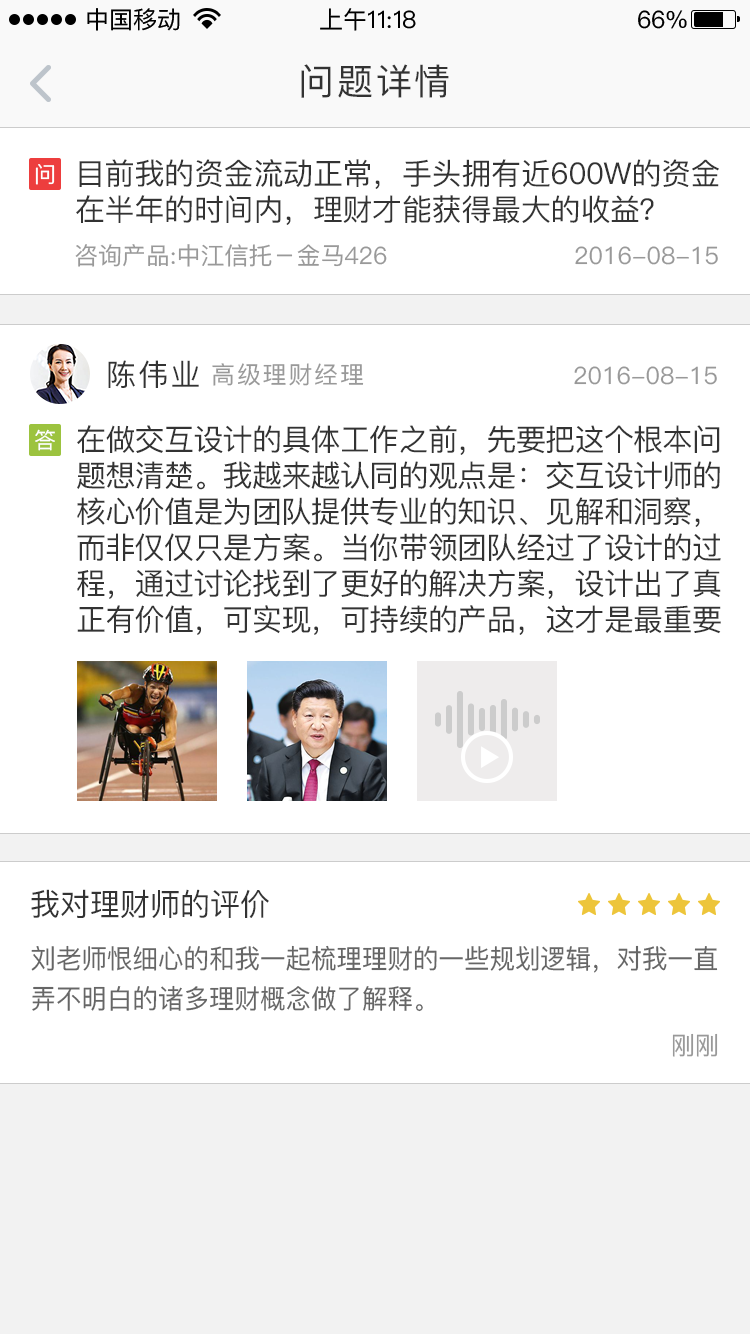 中国移动 上午11:18 66%
问题详情
问 目前我的资金流动正常，手头拥有近600W的资金
在半年的时间内，理财才能获得最大的收益？
咨询产品:中江信托－金马426 2016-08-15
陈伟业 高级理财经理 2016-08-15
答 在做交互设计的具体工作之前，先要把这个根本问
题想清楚。我越来越认同的观点是：交互设计师的
核心价值是为团队提供专业的知识、见解和洞察，
而非仅仅只是方案。当你带领团队经过了设计的过
程，通过讨论找到了更好的解决方案，设计出了真
正有价值，可实现，可持续的产品，这才是最重要
我对理财师的评价
刘老师恨细心的和我一起梳理理财的一些规划逻辑，对我一直
弄不明白的诸多理财概念做了解释。
刚刚